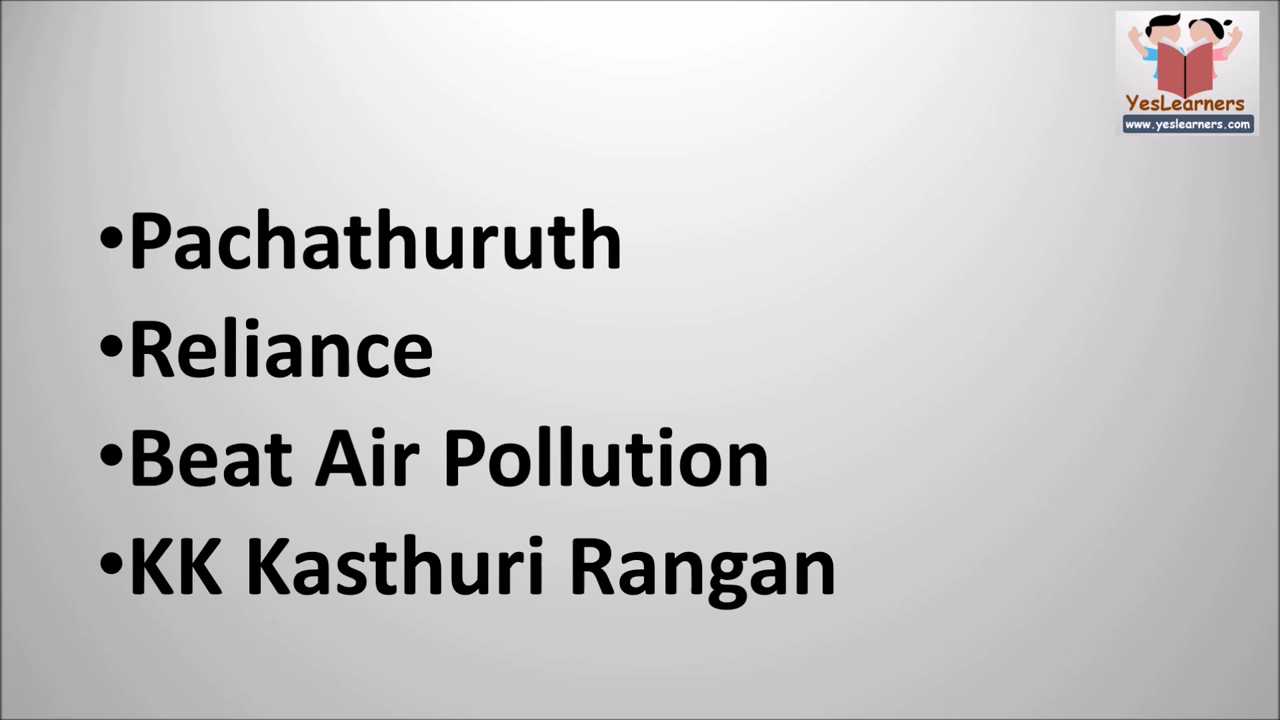 YesLearners
www.yeslearners.com
•Pachathuruth
•Reliance
•Beat Air Pollution
•KK Kasthuri Rangan